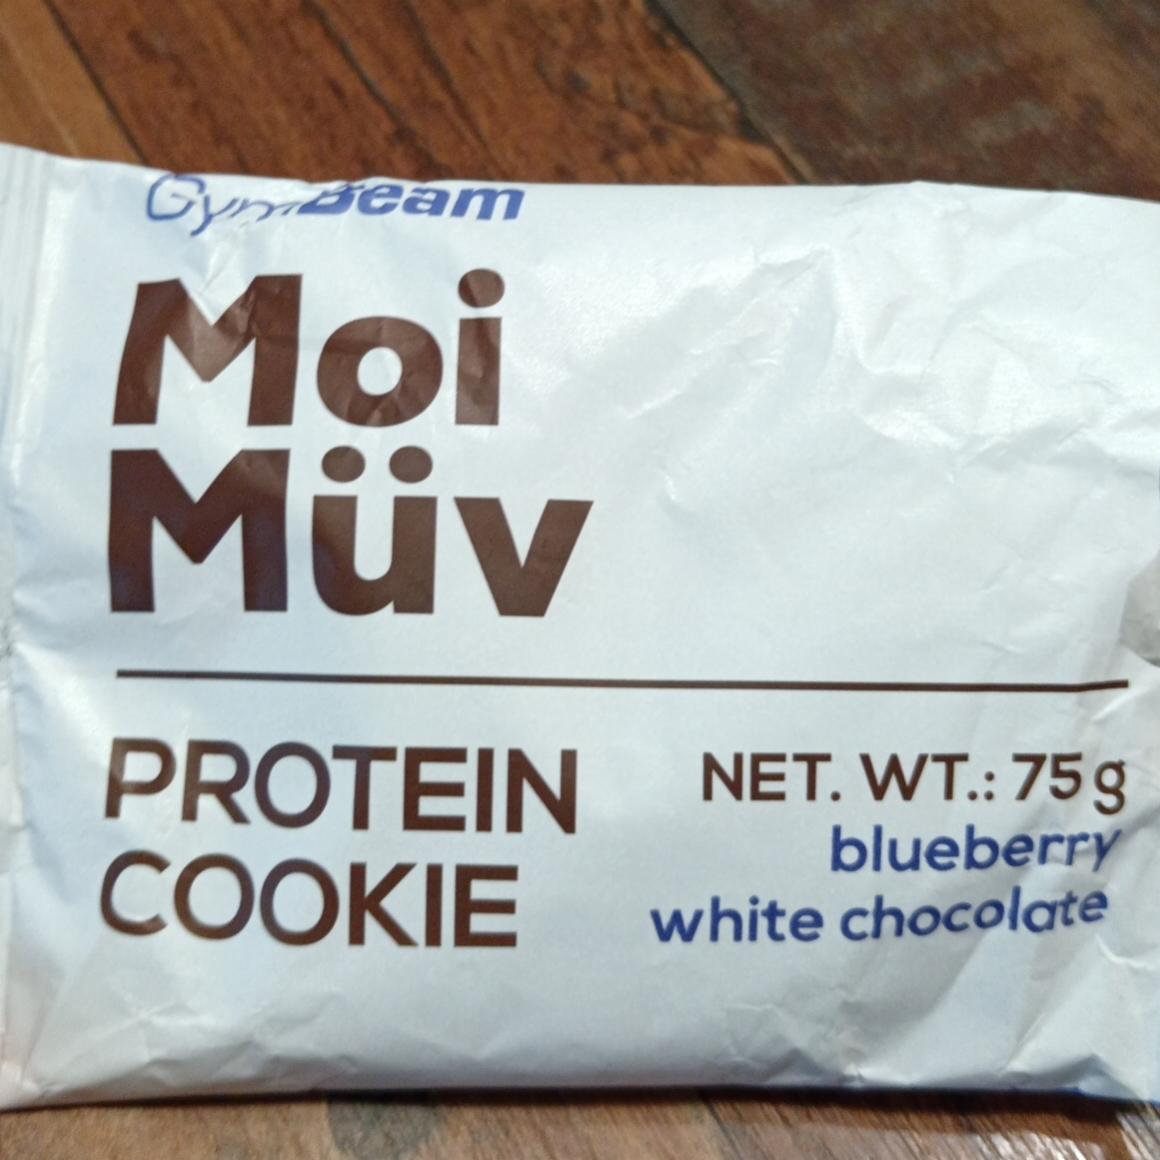 GymBeam
Moi
Müv
PROTEIN
COOKIE
NET. WT.: 75 g
blueberry
white chocolate